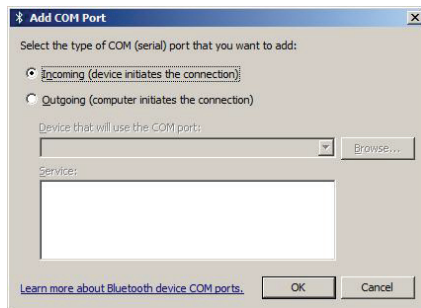 Add COM Port
Select the type of COM (serial) port that you want to add:
Incoming (device initiates the connection)
Outgoing (computer initiates the connection)
Device that will use the COM port:
Browse...
Service:
Learn more about Bluetooth device COM ports.
OK
Cancel